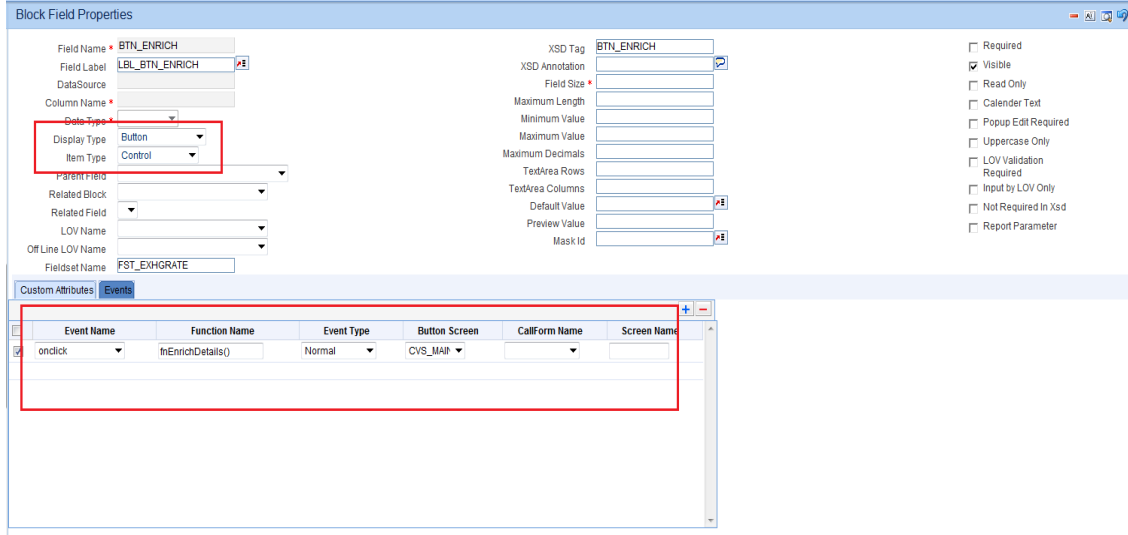 Block Field Properties
Field Name * BTN_ENRICH
Field Label LBL_BTN_ENRICH
DataSource
Column Name *
Data Type *
Display Type Button
Item Type Control
Parent Field
Related Block
Related Field
LOV Name
Off Line LOV Name
Fieldset Name FST_EXHGRATE
XSD Tag BTN_ENRICH
XSD Annotation
Field Size *
Maximum Length
Minimum Value
Maximum Value
Maximum Decimals
TextArea Rows
TextArea Columns
Default Value
Preview Value
Mask Id
Required
Visible
Read Only
Calender Text
Popup Edit Required
Uppercase Only
LOV Validation
Required
Input by LOV Only
Not Required In Xsd
Report Parameter
Custom Attributes Events
Event Name Function Name Event Type Button Screen CallForm Name Screen Name
onclick fnEnrichDetails() Normal CVS_MAIN